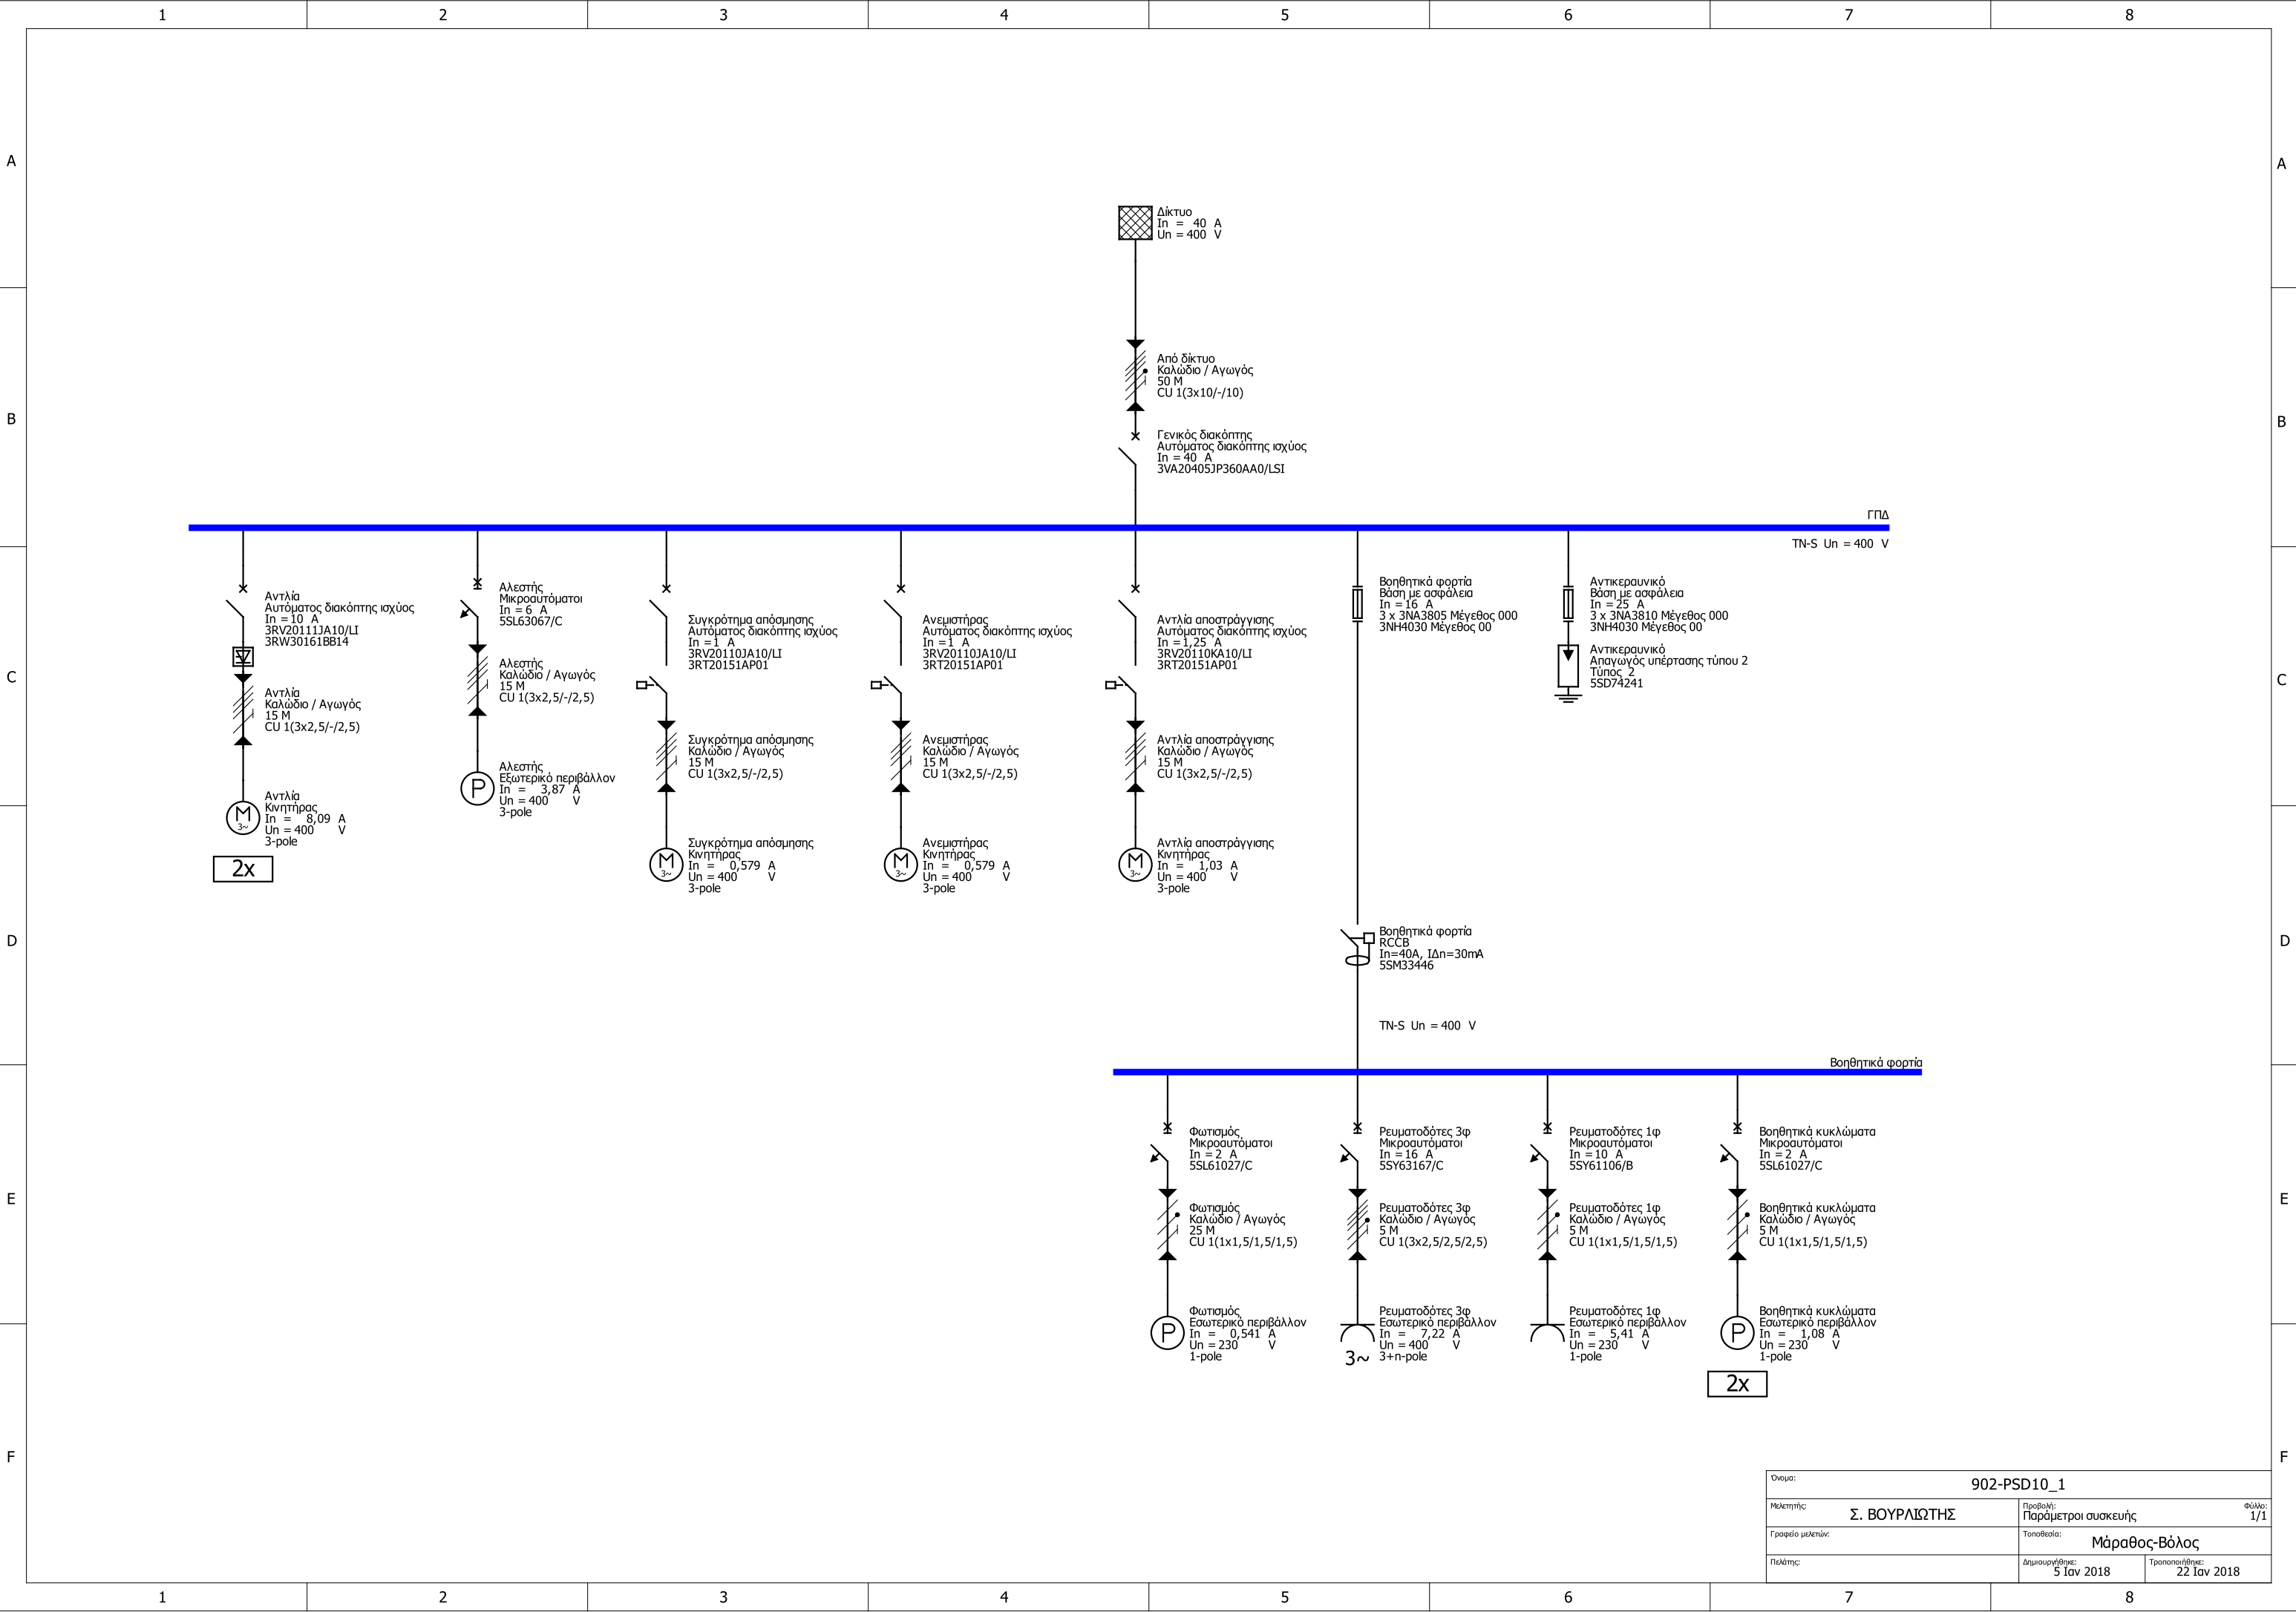 1 2 3 4 5 6 7 8
A A
B B
C C
D D
E E
F F
Δίκτυο
In = 40 A
Un = 400 V
Από δίκτυο
Καλώδιο / Αγωγός
50 M
CU 1(3x10/-/10)
Γενικός διακόπτης
Αυτόματος διακόπτης ισχύος
In = 40 A
3VA20405JP360AA0/LSI
ΓΠΔ
TN-S Un = 400 V
Αντλία
Αυτόματος διακόπτης ισχύος
In = 10 A
3RV20111JA10/LI
3RW30161BB14
Αντλία
Καλώδιο / Αγωγός
15 M
CU 1(3x2,5/-/2,5)
M
3~
Αντλία
Κινητήρας
In = 8,09 A
Un = 400 V
3-pole
2x
Αλεστής
Μικροαυτόματοι
In = 6 A
5SL63067/C
Αλεστής
Καλώδιο / Αγωγός
15 M
CU 1(3x2,5/-/2,5)
P
Αλεστής
Εξωτερικό περιβάλλον
In = 3,87 A
Un = 400 V
3-pole
Συγκρότημα απόσμησης
Αυτόματος διακόπτης ισχύος
In = 1 A
3RV20110JA10/LI
3RT20151AP01
Συγκρότημα απόσμησης
Καλώδιο / Αγωγός
15 M
CU 1(3x2,5/-/2,5)
M
3~
Συγκρότημα απόσμησης
Κινητήρας
In = 0,579 A
Un = 400 V
3-pole
Ανεμιστήρας
Αυτόματος διακόπτης ισχύος
In = 1 A
3RV20110JA10/LI
3RT20151AP01
Ανεμιστήρας
Καλώδιο / Αγωγός
15 M
CU 1(3x2,5/-/2,5)
M
3~
Ανεμιστήρας
Κινητήρας
In = 0,579 A
Un = 400 V
3-pole
Αντλία αποστράγγισης
Αυτόματος διακόπτης ισχύος
In = 1,25 A
3RV20110KA10/LI
3RT20151AP01
Αντλία αποστράγγισης
Καλώδιο / Αγωγός
15 M
CU 1(3x2,5/-/2,5)
M
3~
Αντλία αποστράγγισης
Κινητήρας
In = 1,03 A
Un = 400 V
3-pole
Βοηθητικά φορτία
Βάση με ασφάλεια
In = 16 A
3 x 3NA3805 Μέγεθος 000
3NH4030 Μέγεθος 00
Αντικεραυνικό
Βάση με ασφάλεια
In = 25 A
3 x 3NA3810 Μέγεθος 000
3NH4030 Μέγεθος 00
Αντικεραυνικό
Απαγωγός υπέρτασης τύπου 2
Τύπος 2
5SD74241
Βοηθητικά φορτία
RCCB
In=40A, IΔn=30mA
5SM33446
TN-S Un = 400 V
Βοηθητικά φορτία
Φωτισμός
Μικροαυτόματοι
In = 2 A
5SL61027/C
Φωτισμός
Καλώδιο / Αγωγός
25 M
CU 1(1x1,5/1,5/1,5)
P
Φωτισμός
Εσωτερικό περιβάλλον
In = 0,541 A
Un = 230 V
1-pole
Ρευματοδότες 3φ
Μικροαυτόματοι
In = 16 A
5SY63167/C
Ρευματοδότες 3φ
Καλώδιο / Αγωγός
5 M
CU 1(3x2,5/2,5/2,5)
3~
Ρευματοδότες 3φ
Εσωτερικό περιβάλλον
In = 7,22 A
Un = 400 V
3+n-pole
Ρευματοδότες 1φ
Μικροαυτόματοι
In = 10 A
5SY61106/B
Ρευματοδότες 1φ
Καλώδιο / Αγωγός
5 M
CU 1(1x1,5/1,5/1,5)
Ρευματοδότες 1φ
Εσωτερικό περιβάλλον
In = 5,41 A
Un = 230 V
1-pole
Βοηθητικά κυκλώματα
Μικροαυτόματοι
In = 2 A
5SL61027/C
Βοηθητικά κυκλώματα
Καλώδιο / Αγωγός
5 M
CU 1(1x1,5/1,5/1,5)
P
Βοηθητικά κυκλώματα
Εσωτερικό περιβάλλον
In = 1,08 A
Un = 230 V
1-pole
2x
Όνομα:
902-PSD10_1
Μελετητής:
Σ. ΒΟΥΡΛΙΩΤΗΣ
Προβολή:
Παράμετροι συσκευής
Φύλλο:
1/1
Γραφείο μελετών:
Τοποθεσία:
Μάραθος-Βόλος
Πελάτης:
Δημιουργήθηκε:
5 Ιαν 2018
Τροποποιήθηκε:
22 Ιαν 2018
1 2 3 4 5 6 7 8